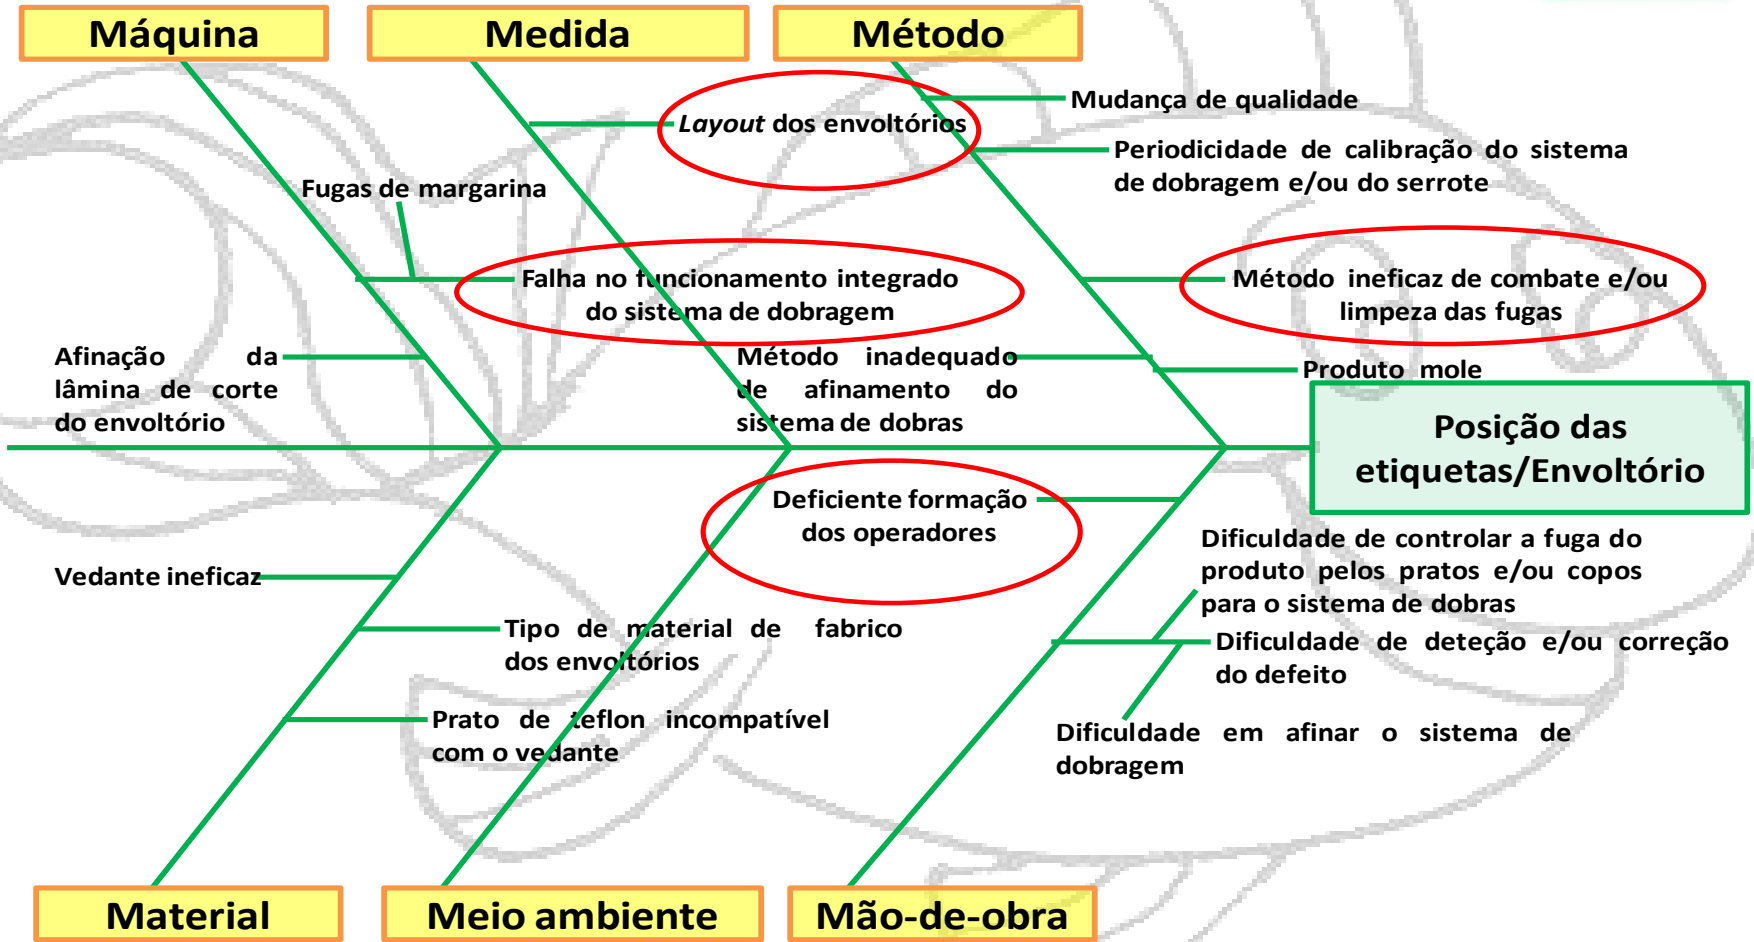 Máquina
Medida
Método
Mudança de qualidade
Layout dos envoltórios
Periodicidade de calibração do sistema
de dobragem e/ou do serrote
Fugas de margarina
Falha no funcionamento integrado
do sistema de dobragem
Método ineficaz de combate e/ou
limpeza das fugas
Afinação da
lâmina de corte
do envoltório
Método inadequado
de afinamento do
sistema de dobras
Produto mole
Posição das
etiquetas/Envoltório
Deficiente formação
dos operadores
Dificuldade de controlar a fuga do
produto pelos pratos e/ou copos
para o sistema de dobras
Vedante ineficaz
Tipo de material de fabrico
dos envoltórios
Dificuldade de deteção e/ou correção
do defeito
Prato de teflon incompatível
com o vedante
Dificuldade em afinar o sistema de
dobragem
Material
Meio ambiente
Mão-de-obra